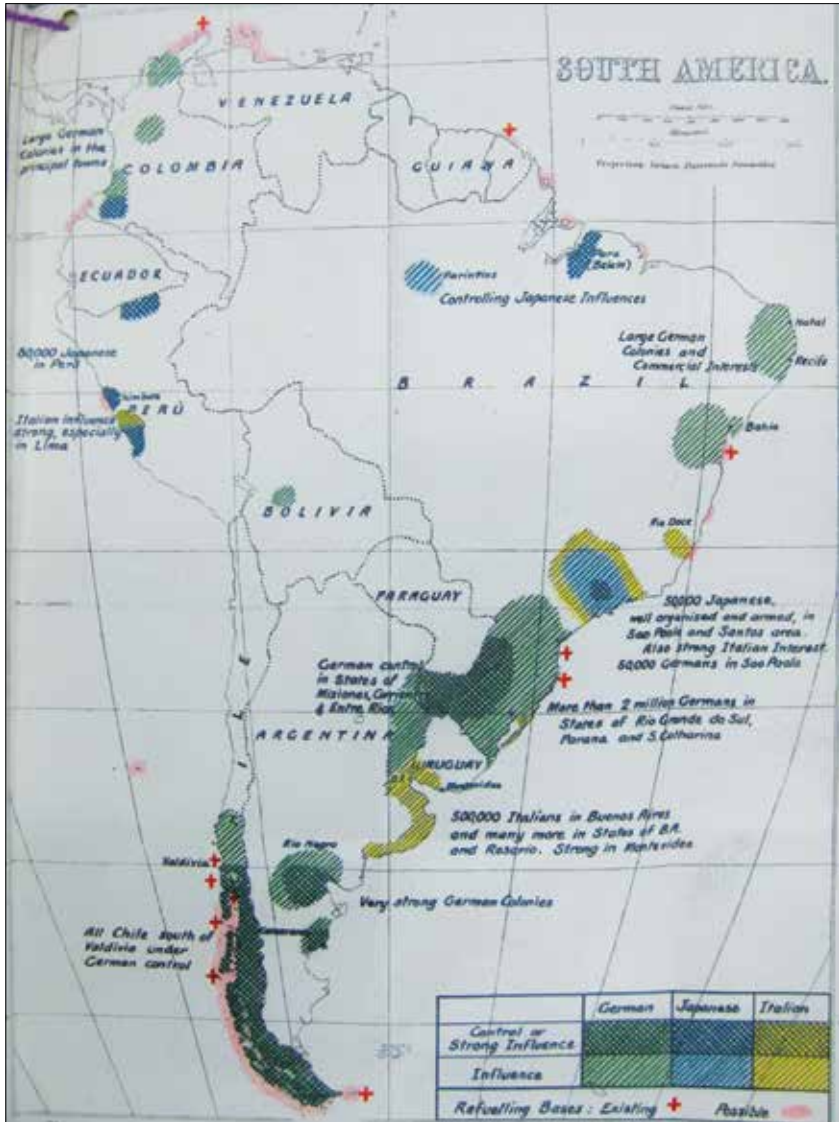 SOUTH AMERICA.
VENEZUELA
Large German
Colonies in the
principal towns
COLOMBIA
GUIANA
ECUADOR
Parintins
Para
(Belem)
Controlling Japanese Influences
Natal
Large German
Colonies and
Commercial Interests
Recife
BRAZIL
Japanese
in Peru
PERÚ
Italian influence
strong, especially
in Lima
Bahia
BOLIVIA
Rio Doce
PARAGUAY
50,000 Japanese,
well organised and armed, in
Sao Paolo and Santos area.
Also strong Italian Interest.
Germans in Sao Paolo
German control
in States of
Misiones,
& Entre Rios
More than 2 million Germans in
States of Rio Grande do Sul,
Parana and S. Catharina
ARGENTINA
URUGUAY
Montevideo
500,000 Italians in Buenos Aires
and many more in States of B.A.
and Rosario. Strong in Montevideo
Valdivia
Rio Negro
Very strong German Colonies
All Chile south of
Valdivia under
German control
German Japanese Italian
Control or
Strong Influence
Influence
Refuelling Bases: Existing + Possible